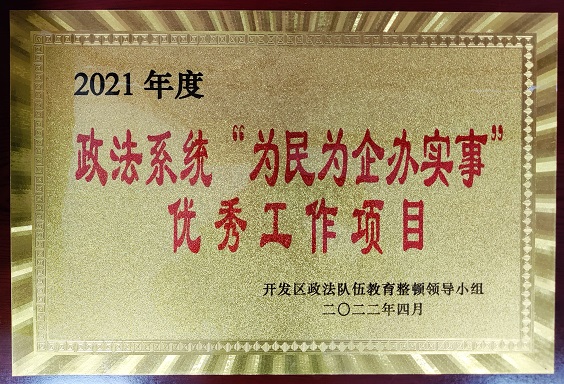 2021年度
政法系统“为民为企办实事”
优秀工作项目
开发区政法队伍教育整顿领导小组
二〇二二年四月